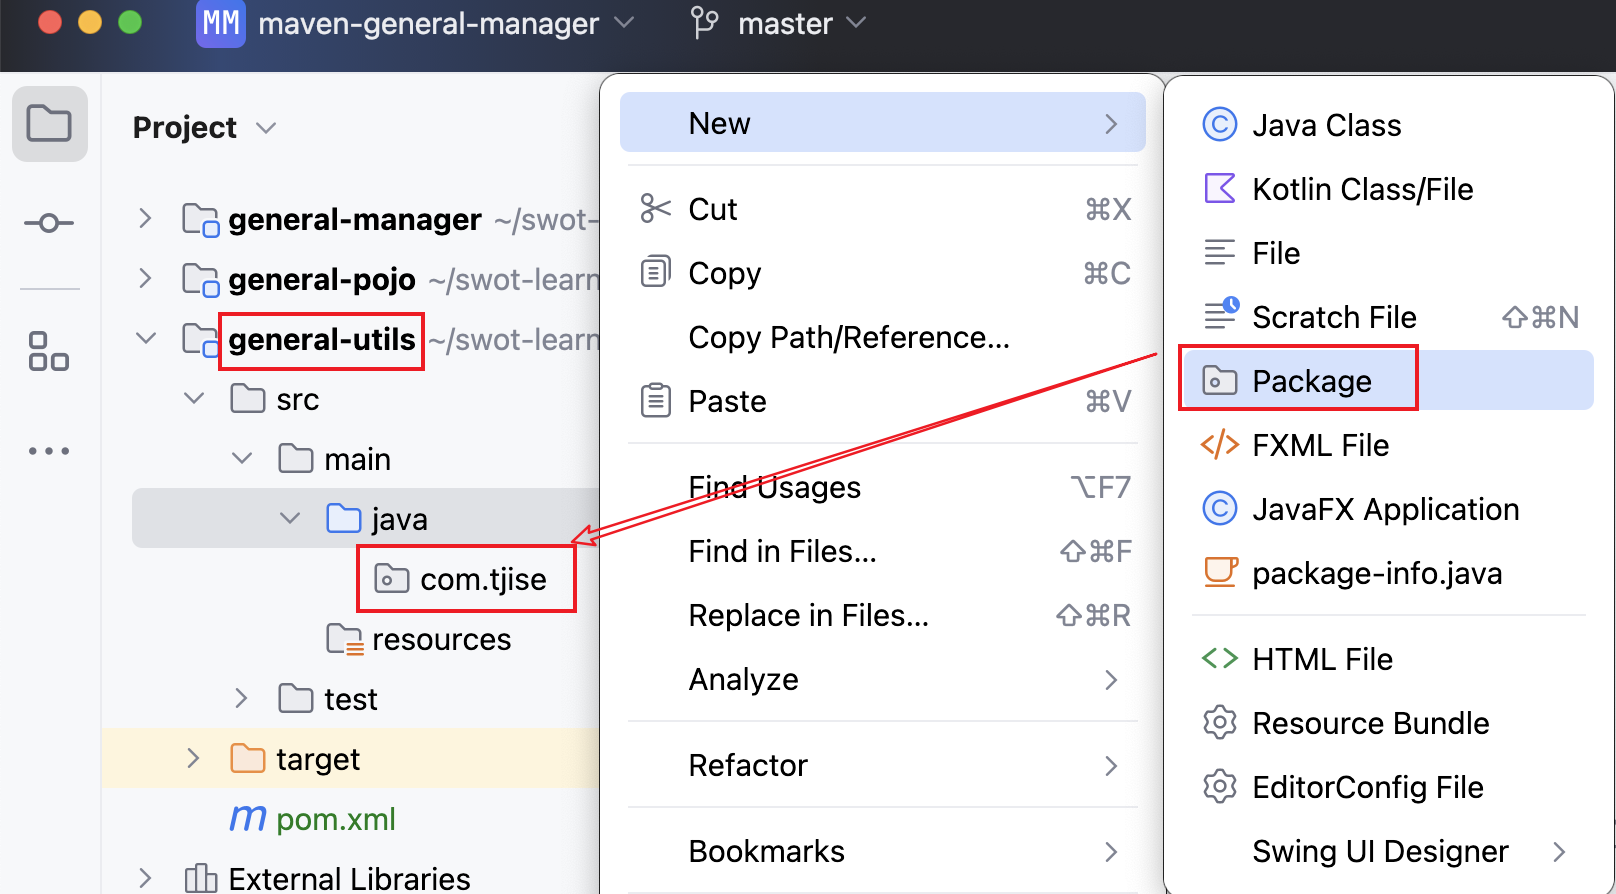 MM maven-general-manager master
Project
general-manager ~/swot-
general-pojo ~/swot-learn
general-utils ~/swot-learn
src
main
java
com.tjise
resources
test
target
m pom.xml
External Libraries
New
Cut ⌘X
Copy ⌘C
Copy Path/Reference...
Paste ⌘V
Find Usages ⌥F7
Find in Files... ⇧⌘F
Replace in Files... ⇧⌘R
Analyze
Refactor
Bookmarks
Java Class
Kotlin Class/File
File
Scratch File ⇧⌘N
Package
FXML File
JavaFX Application
package-info.java
HTML File
Resource Bundle
EditorConfig File
Swing UI Designer